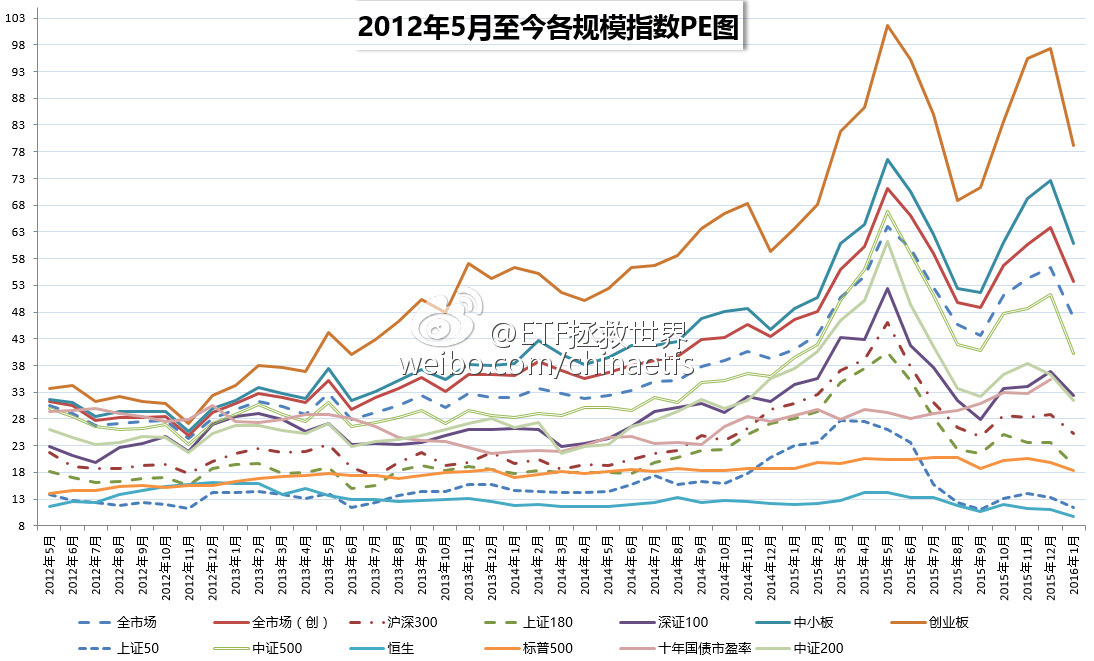 2012年5月至今各规模指数PE图
103
98
93
88
83
78
73
68
63
58
53
48
43
38
33
28
23
18
13
8
@ETF拯救世界
weibo.com/chinaetfs
2012年5月
2012年6月
2012年7月
2012年8月
2012年9月
2012年10月
2012年11月
2012年12月
2013年1月
2013年2月
2013年3月
2013年4月
2013年5月
2013年6月
2013年7月
2013年8月
2013年9月
2013年10月
2013年11月
2013年12月
2014年1月
2014年2月
2014年3月
2014年4月
2014年5月
2014年6月
2014年7月
2014年8月
2014年9月
2014年10月
2014年11月
2014年12月
2015年1月
2015年2月
2015年3月
2015年4月
2015年5月
2015年6月
2015年7月
2015年8月
2015年9月
2015年10月
2015年11月
2015年12月
2016年1月
全市场 全市场（创） 沪深300 上证180 深证100 中小板 创业板
上证50 中证500 恒生 标普500 十年国债市盈率 中证200